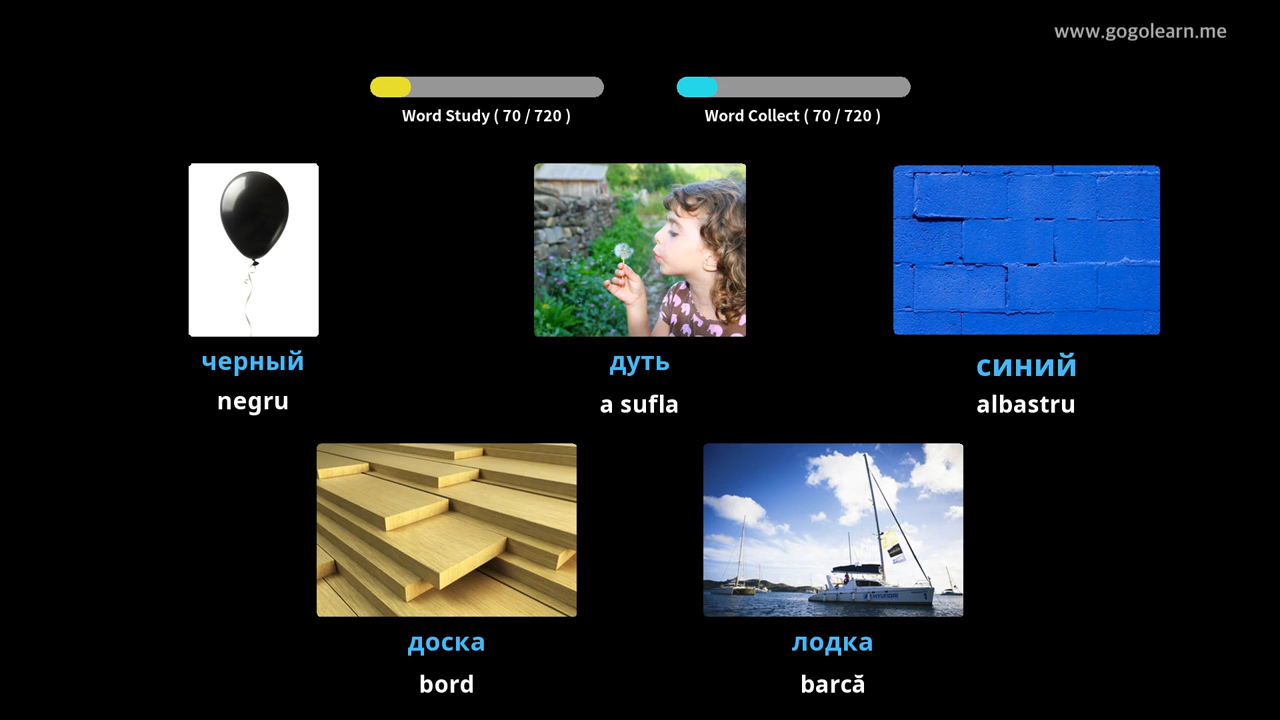 www.gogolearn.me
Word Study ( 70 / 720 )
Word Collect ( 70 / 720 )
черный
negru
дуть
a sufla
синий
albastru
доска
bord
лодка
barcă